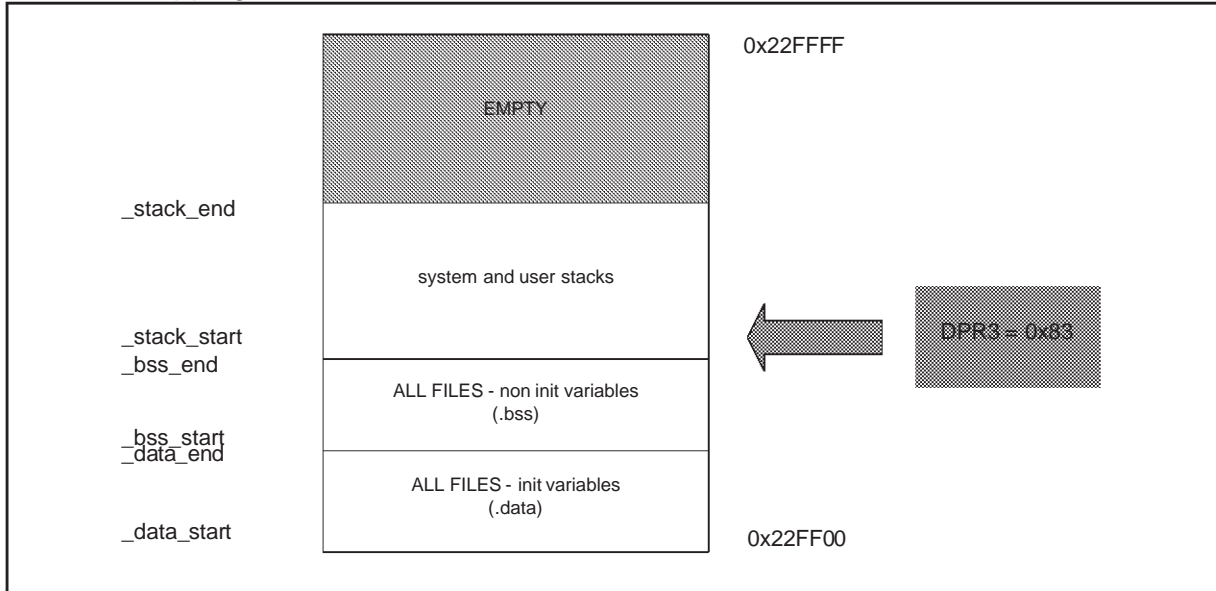 0x22FFFF
EMPTY
_stack_end
system and user stacks
_stack_start
DPR3 = 0x83
_bss_end
ALL FILES - non init variables
(.bss)
_bss_start
_data_end
ALL FILES - init variables
(.data)
_data_start
0x22FF00